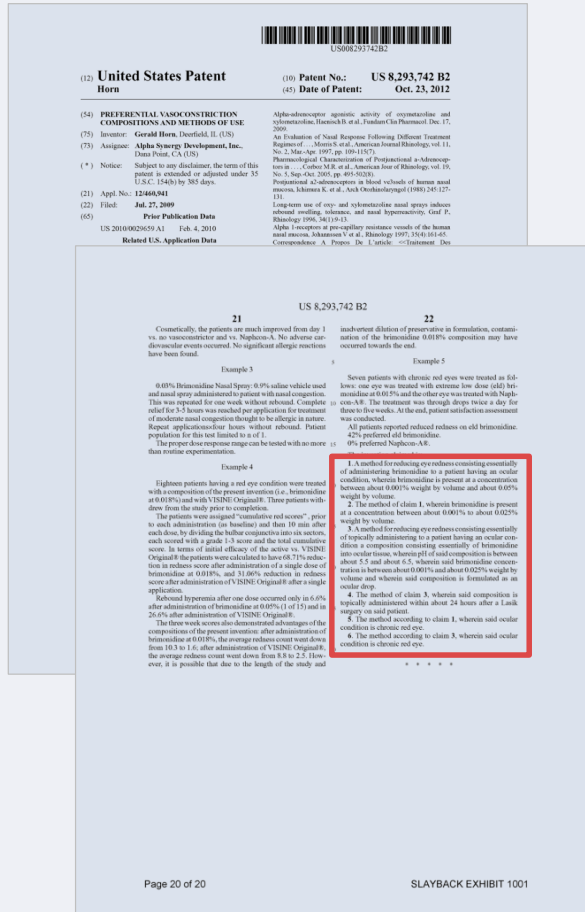 US008293742B2
(12) United States Patent
Horn
(10) Patent No.: US 8,293,742 B2
(45) Date of Patent: Oct. 23, 2012
(54) PREFERENTIAL VASOCONSTRICTION
COMPOSITIONS AND METHODS OF USE
(75) Inventor: Gerald Horn, Deerfield, IL (US)
(73) Assignee: Alpha Synergy Development, Inc.,
Dana Point, CA (US)
( * ) Notice: Subject to any disclaimer, the term of this
patent is extended or adjusted under 35
U.S.C. 154(b) by 385 days.
(21) Appl. No.: 12/460,941
(22) Filed: Jul. 27, 2009
(65) Prior Publication Data
US 2010/0029659 A1 Feb. 4, 2010
Related U.S. Application Data
Alpha-adrenoceptor agonistic activity of oxymetazoline and
xylometazoline, Haenisch B. et al., Fundam Clin Pharmacol. Dec. 17,
2009.
An Evaluation of Nasal Response Following Different Treatment
Regimes of . . . , Morris S. et al., American Journal Rhinology, vol. 11,
No. 2, Mar.-Apr. 1997, pp. 109-115(7).
Pharmacological Characterization of Postjunctional a-Adrenocep-
tors in . . . , Corboz M.R. et al., American Jour of Rhinology, vol. 19,
No. 5, Sep.-Oct. 2005, pp. 495-502(8).
Postjuntional a2-adrenoceptors in blood ve3ssels of human nasal
mucosa, Ichimura K. et al., Arch Otorhinolaryngol (1988) 245:127-
131.
Long-term use of oxy- and xylometazoline nasal sprays induces
rebound swelling, tolerance, and nasal hyperreactivity, Graf P.,
Rhinology 1996, 34(1):9-13.
Alpha 1-receptors at pre-capillary resistance vessels of the human
nasal mucosa, Johannssen V et al., Rhinology 1997; 35(4):161-65.
Correspondence A Propos De L'article: <<Traitement Des
US 8,293,742 B2
21
Cosmetically, the patients are much improved from day 1
vs. no vasoconstrictor and vs. Naphcon-A. No adverse car-
diovascular events occurred. No significant allergic reactions
have been found.
Example 3
0.03% Brimonidine Nasal Spray: 0.9% saline vehicle used
and nasal spray administered to patient with nasal congestion.
This was repeated for one week without rebound. Complete
relief for 3-5 hours was reached per application for treatment
of moderate nasal congestion thought to be allergic in nature.
Repeat applications≥four hours without rebound. Patient
population for this test limited to n of 1.
The proper dose response range can be tested with no more
than routine experimentation.
Example 4
Eighteen patients having a red eye condition were treated
with a composition of the present invention (i.e., brimonidine
at 0.018%) and with VISINE Original®. Three patients with-
drew from the study prior to completion.
The patients were assigned "cumulative red scores" , prior
to each administration (as baseline) and then 10 min after
each dose, by dividing the bulbar conjunctiva into six sectors,
each scored with a grade 1-3 score and the total cumulative
score. In terms of initial efficacy of the active vs. VISINE
Original® the patients were calculated to have 68.71% reduc-
tion in redness score after administration of a single dose of
brimonidine at 0.018%, and 31.06% reduction in redness
score after administration of VISINE Original® after a single
application.
Rebound hyperemia after one dose occurred only in 6.6%
after administration of brimonidine at 0.05% (1 of 15) and in
26.6% after administration of VISINE Original®.
The three week scores also demonstrated advantages of the
compositions of the present invention: after administration of
brimonidine at 0.018%, the average redness count went down
from 10.3 to 1.6; after administration of VISINE Original®,
the average redness count went down from 8.8 to 2.5. How-
ever, it is possible that due to the length of the study and
5
10
15
22
inadvertent dilution of preservative in formulation, contami-
nation of the brimonidine 0.018% composition may have
occurred towards the end.
Example 5
Seven patients with chronic red eyes were treated as fol-
lows: one eye was treated with extreme low dose (eld) bri-
monidine at 0.015% and the other eye was treated with Naph-
con-A®. The treatment was through drops twice a day for
three to five weeks. At the end, patient satisfaction assessment
was conducted.
All patients reported reduced redness on eld brimonidine.
42% preferred eld brimonidine.
0% preferred Naphcon-A®.
1. A method for reducing eye redness consisting essentially
of administering brimonidine to a patient having an ocular
condition, wherein brimonidine is present at a concentration
between about 0.001% weight by volume and about 0.05%
weight by volume.
2. The method of claim 1, wherein brimonidine is present
at a concentration between about 0.001% to about 0.025%
weight by volume.
3. A method for reducing eye redness consisting essentially
of topically administering to a patient having an ocular con-
dition a composition consisting essentially of brimonidine
into ocular tissue, wherein pH of said composition is between
about 5.5 and about 6.5, wherein said brimonidine concen-
tration is between about 0.001% and about 0.025% weight by
volume and wherein said composition is formulated as an
ocular drop.
4. The method of claim 3, wherein said composition is
topically administered within about 24 hours after a Lasik
surgery on said patient.
5. The method according to claim 1, wherein said ocular
condition is chronic red eye.
6. The method according to claim 3, wherein said ocular
condition is chronic red eye.
* * * * *
Page 20 of 20
SLAYBACK EXHIBIT 1001